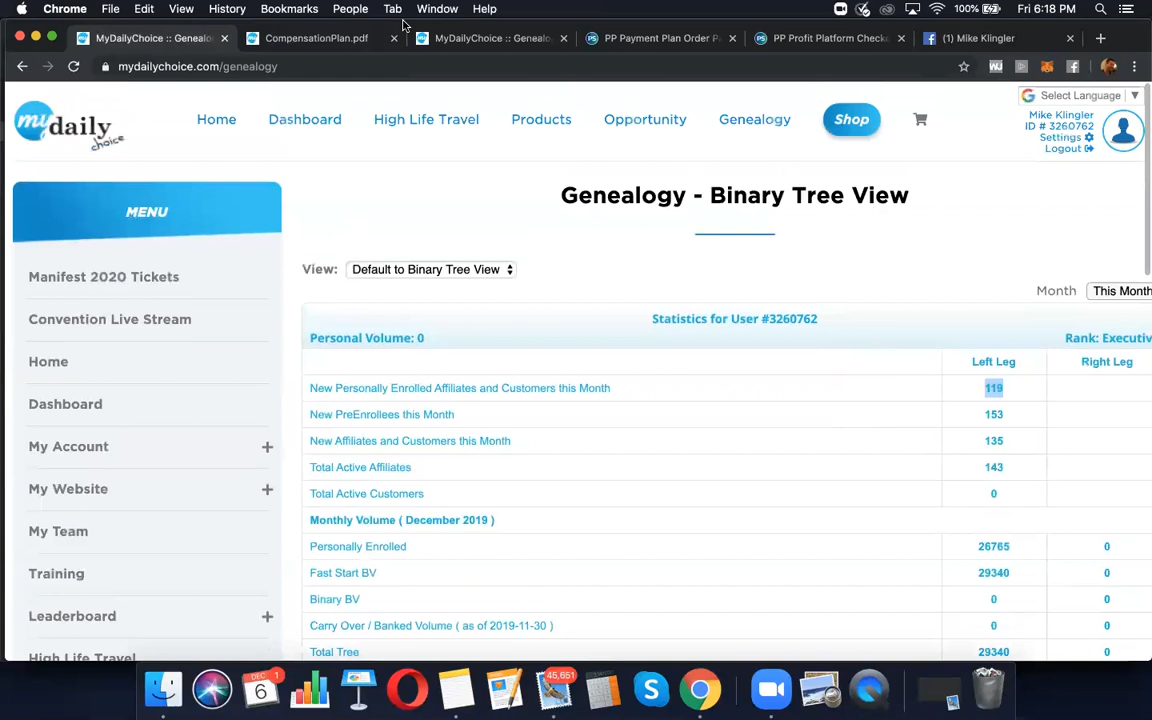 Chrome File Edit View History Bookmarks People Tab Window Help 100% Fri 6:18 PM
MyDailyChoice :: Genealo CompensationPlan.pdf MyDailyChoice :: Genealo PP Payment Plan Order P PP Profit Platform Check (1) Mike Klingler
mydailychoice.com/genealogy
Select Language
my daily choice
Home Dashboard High Life Travel Products Opportunity Genealogy Shop
Mike Klingler
ID # 3260762
Settings
Logout
MENU
Manifest 2020 Tickets
Convention Live Stream
Home
Dashboard
My Account +
My Website +
My Team
Training
Leaderboard +
High Life Travel
Genealogy - Binary Tree View
View: Default to Binary Tree View
Month This Month
Statistics for User #3260762
Personal Volume: 0 Rank: Executiv
Left Leg Right Leg
New Personally Enrolled Affiliates and Customers this Month 119
New PreEnrollees this Month 153
New Affiliates and Customers this Month 135
Total Active Affiliates 143
Total Active Customers 0
Monthly Volume ( December 2019 )
Personally Enrolled 26765 0
Fast Start BV 29340 0
Binary BV 0 0
Carry Over / Banked Volume ( as of 2019-11-30 ) 0 0
Total Tree 29340 0
DEC 6 45,651